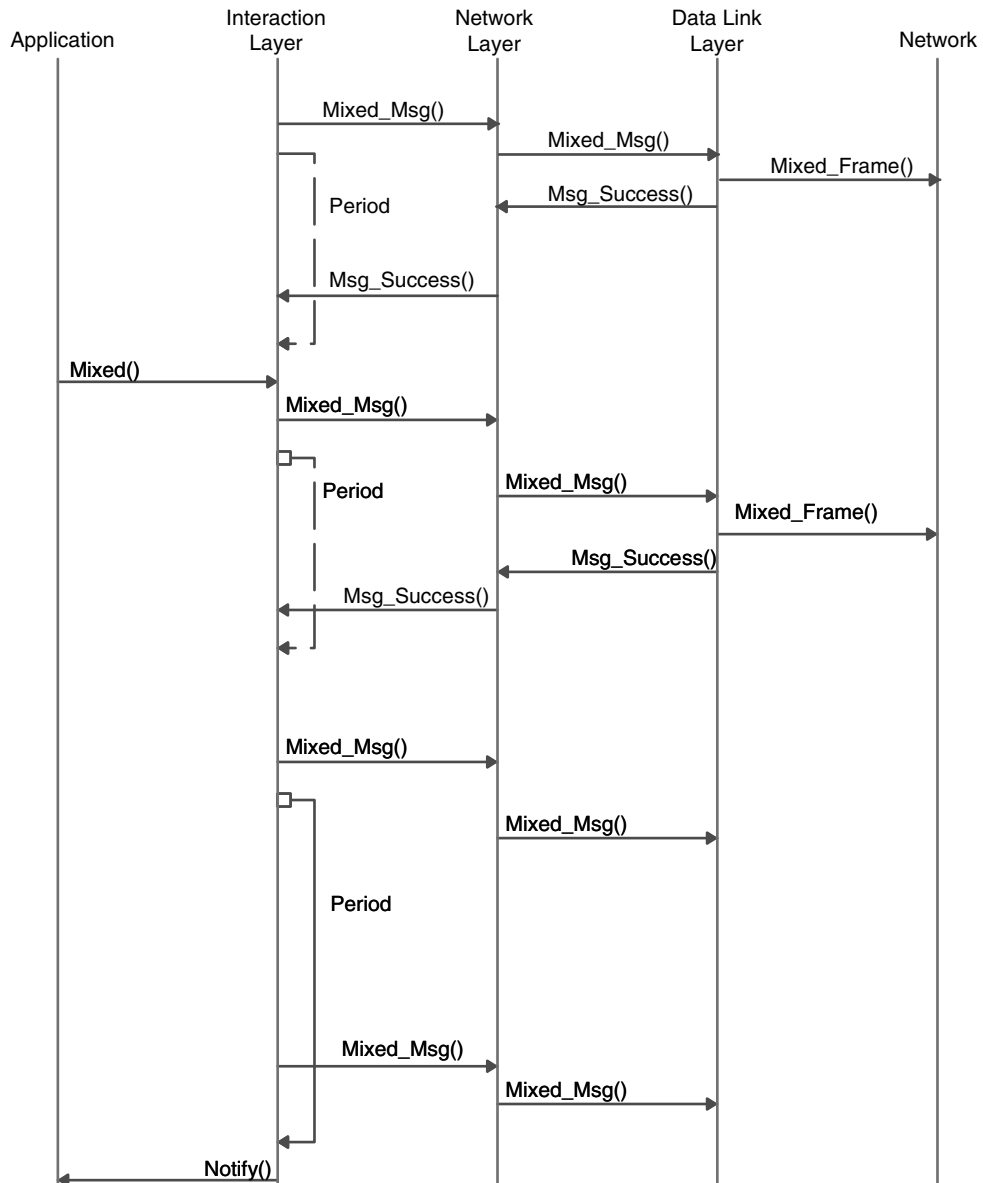 Application
Interaction
Layer
Network
Layer
Data Link
Layer
Network
Mixed_Msg()
Mixed_Msg()
Mixed_Frame()
Msg_Success()
Period
Msg_Success()
Mixed()
Mixed_Msg()
Period
Mixed_Msg()
Mixed_Frame()
Msg_Success()
Msg_Success()
Mixed_Msg()
Mixed_Msg()
Period
Mixed_Msg()
Mixed_Msg()
Notify()